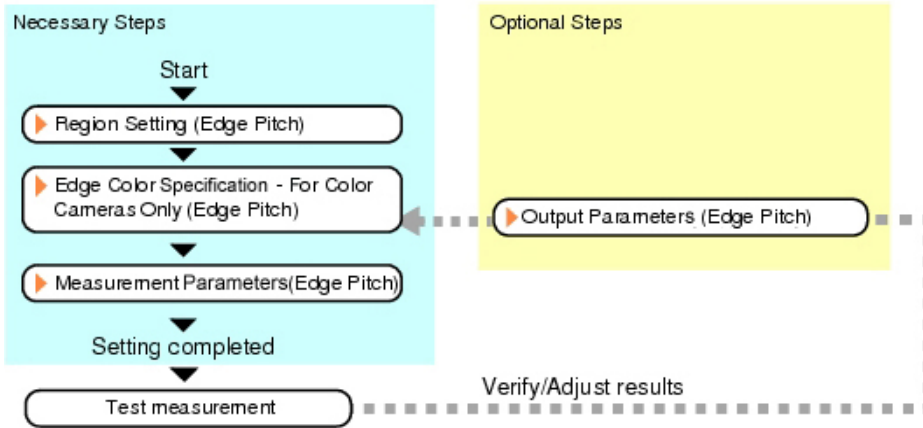 Necessary Steps
Start
Region Setting (Edge Pitch)
Edge Color Specification - For Color
Cameras Only (Edge Pitch)
Measurement Parameters(Edge Pitch)
Setting completed
Test measurement
Optional Steps
Output Parameters (Edge Pitch)
Verify/Adjust results